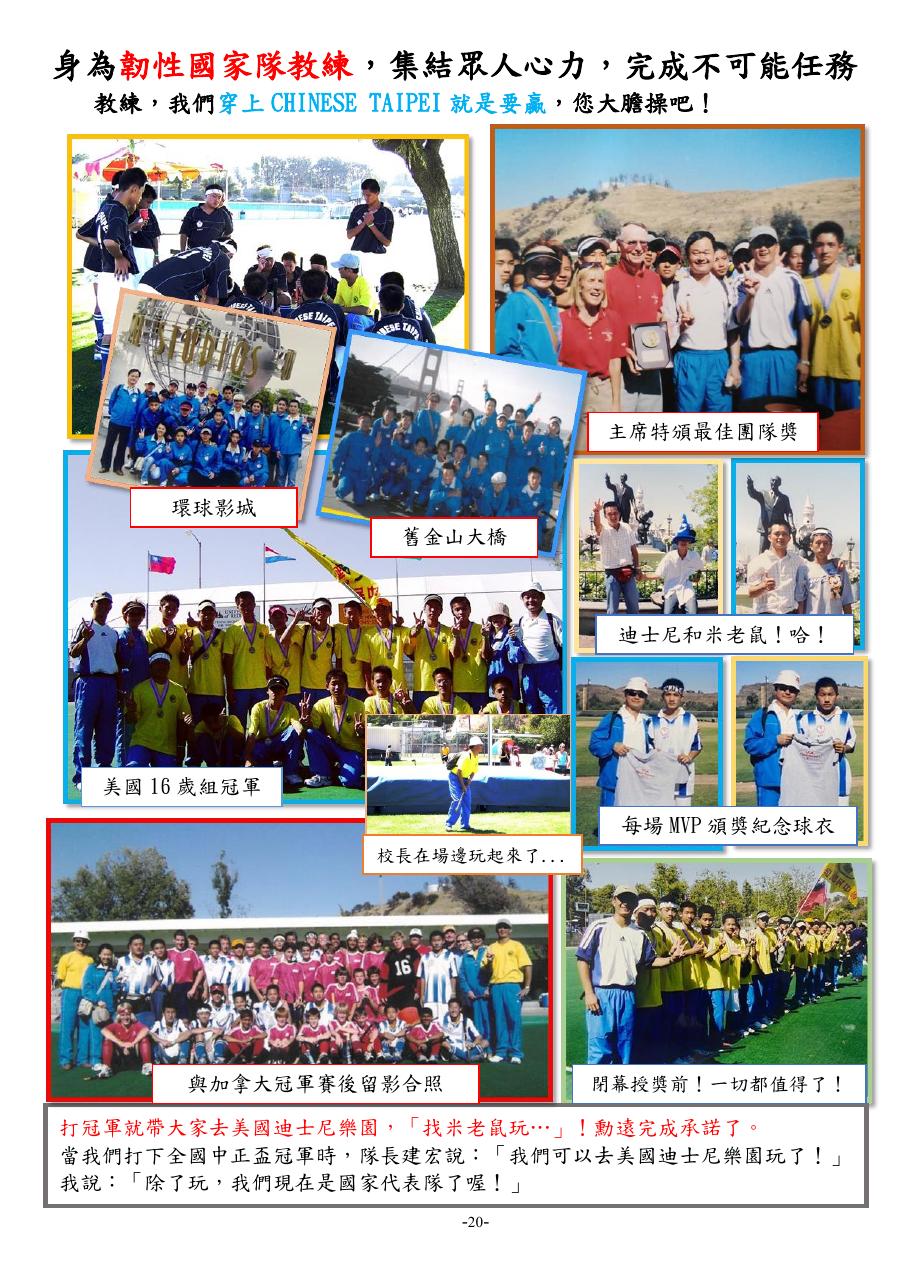 身為韌性國家隊教練，集結眾人心力，完成不可能任務
教練，我們穿上 CHINESE TAIPEI 就是要贏，您大膽操吧！
CHINESE TAIPE
STUDIOS
主席特頒最佳團隊獎
環球影城
舊金山大橋
迪士尼和米老鼠！哈！
美國 16 歲組冠軍
每場 MVP 頒獎紀念球衣
校長在場邊玩起來了...
16
與加拿大冠軍賽後留影合照
閉幕授獎前！一切都值得了！
打冠軍就帶大家去美國迪士尼樂園，「找米老鼠玩…」！勳遠完成承諾了。
當我們打下全國中正盃冠軍時，隊長建宏說：「我們可以去美國迪士尼樂園玩了！」
我說：「除了玩，我們現在是國家代表隊了喔！」
-20-